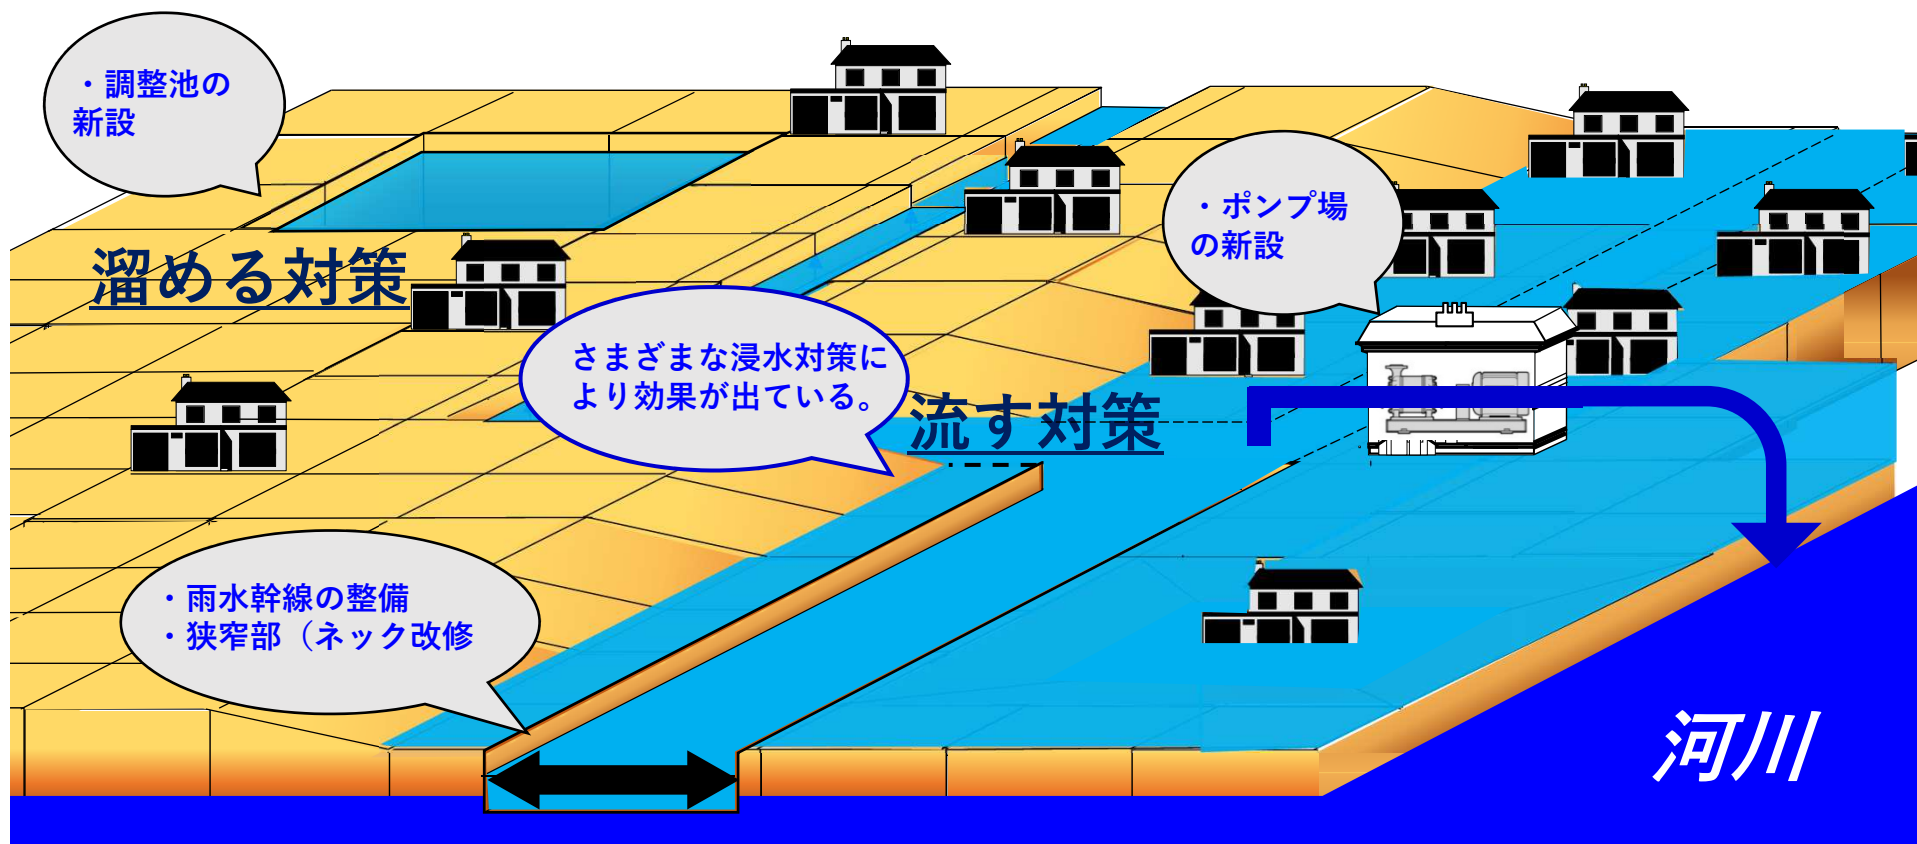 ・調整池の
新設
溜める対策
・ポンプ場
の新設
さまざまな浸水対策に
より効果が出ている。
流す対策
・雨水幹線の整備
・狭窄部（ネック改修
河川